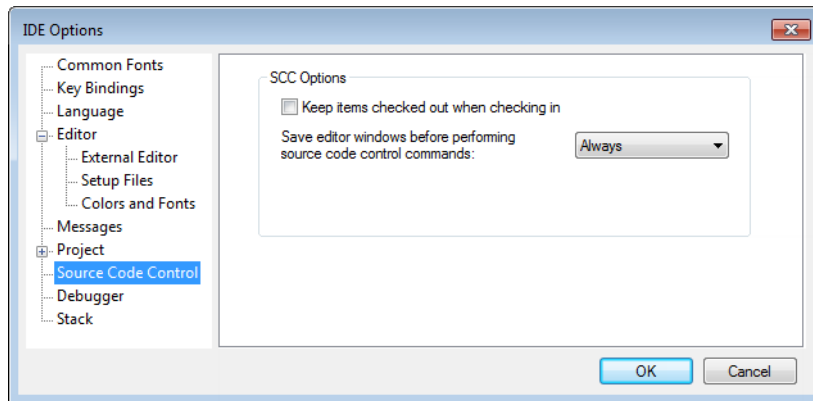 IDE Options
Common Fonts
Key Bindings
Language
Editor
External Editor
Setup Files
Colors and Fonts
Messages
Project
Source Code Control
Debugger
Stack
SCC Options
Keep items checked out when checking in
Save editor windows before performing
source code control commands:
Always
OK
Cancel